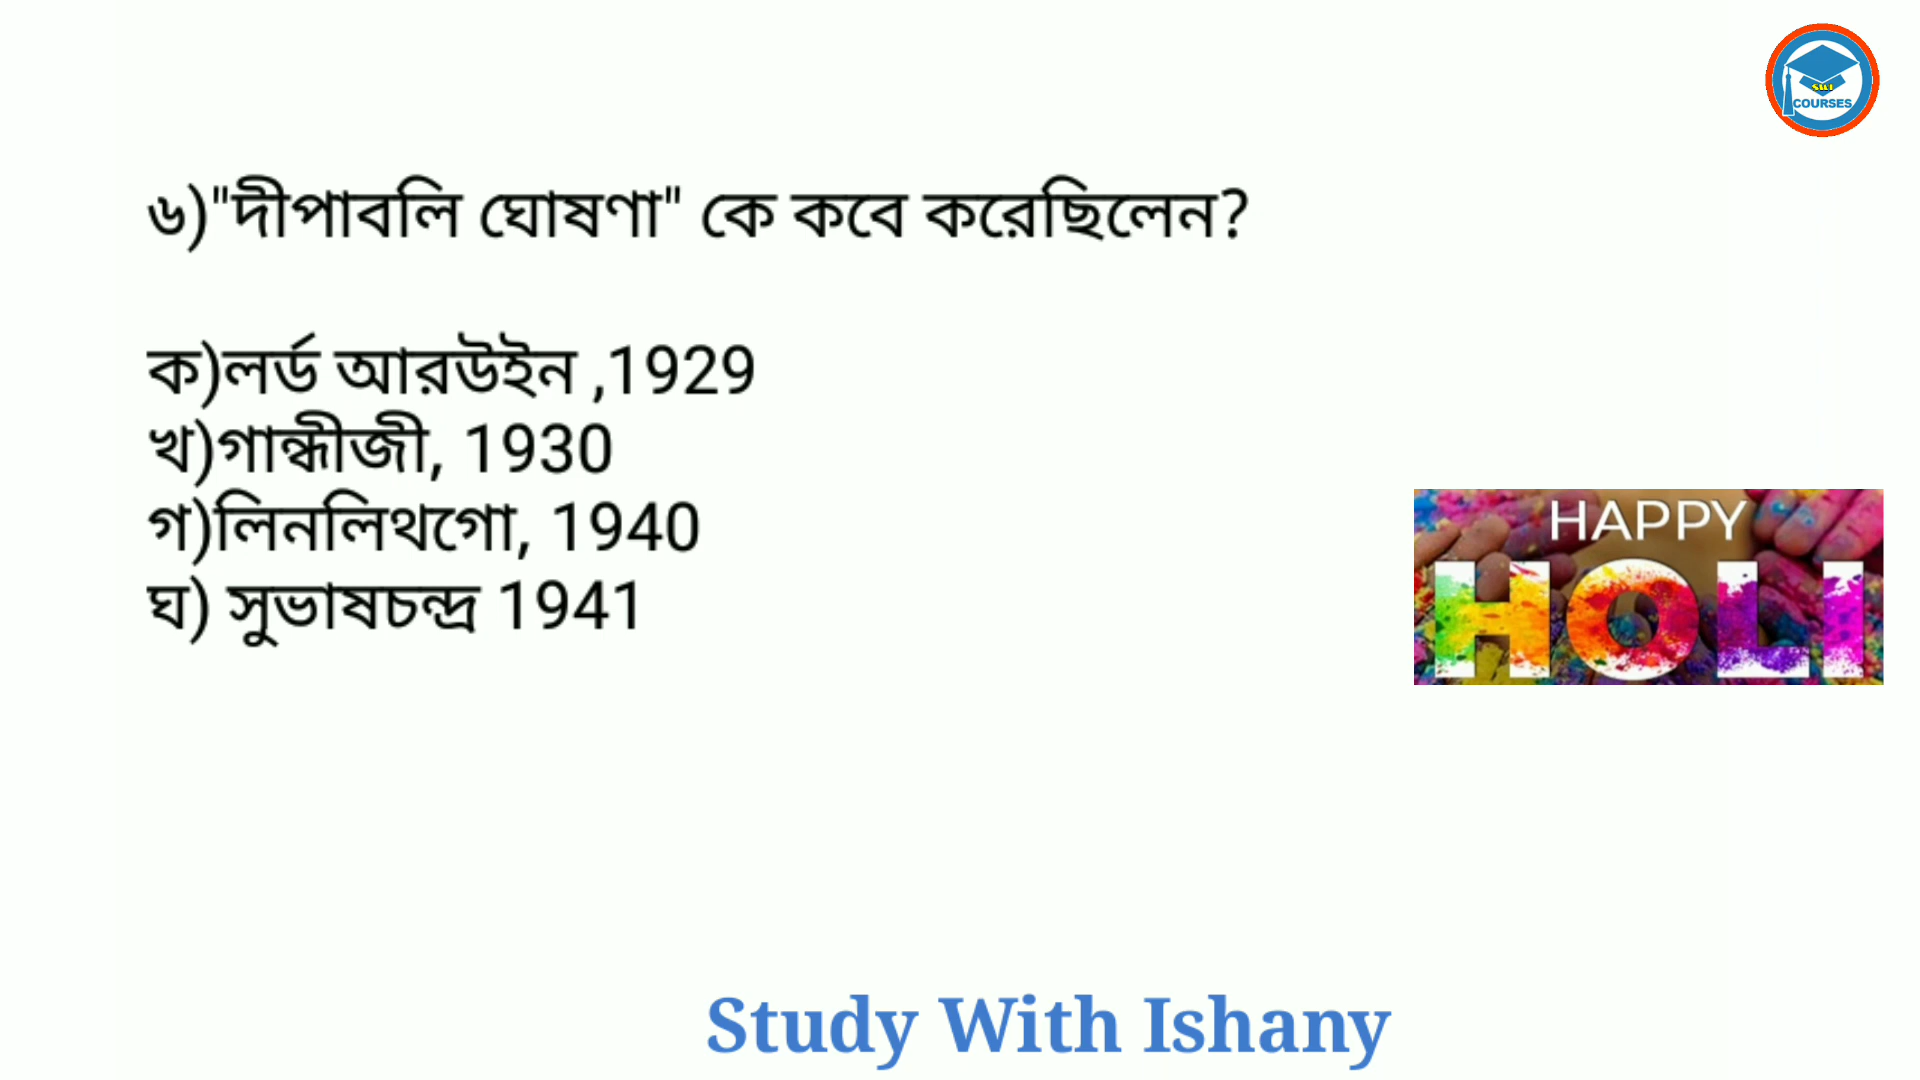 SWI
COURSES
৬)"দীপাবলি ঘোষণা" কে কবে করেছিলেন?
ক)লর্ড আরউইন ,1929
খ)গান্ধীজী, 1930
গ)লিনলিথগো, 1940
ঘ) সুভাষচন্দ্র 1941
HAPPY
HOLI
Study With Ishany